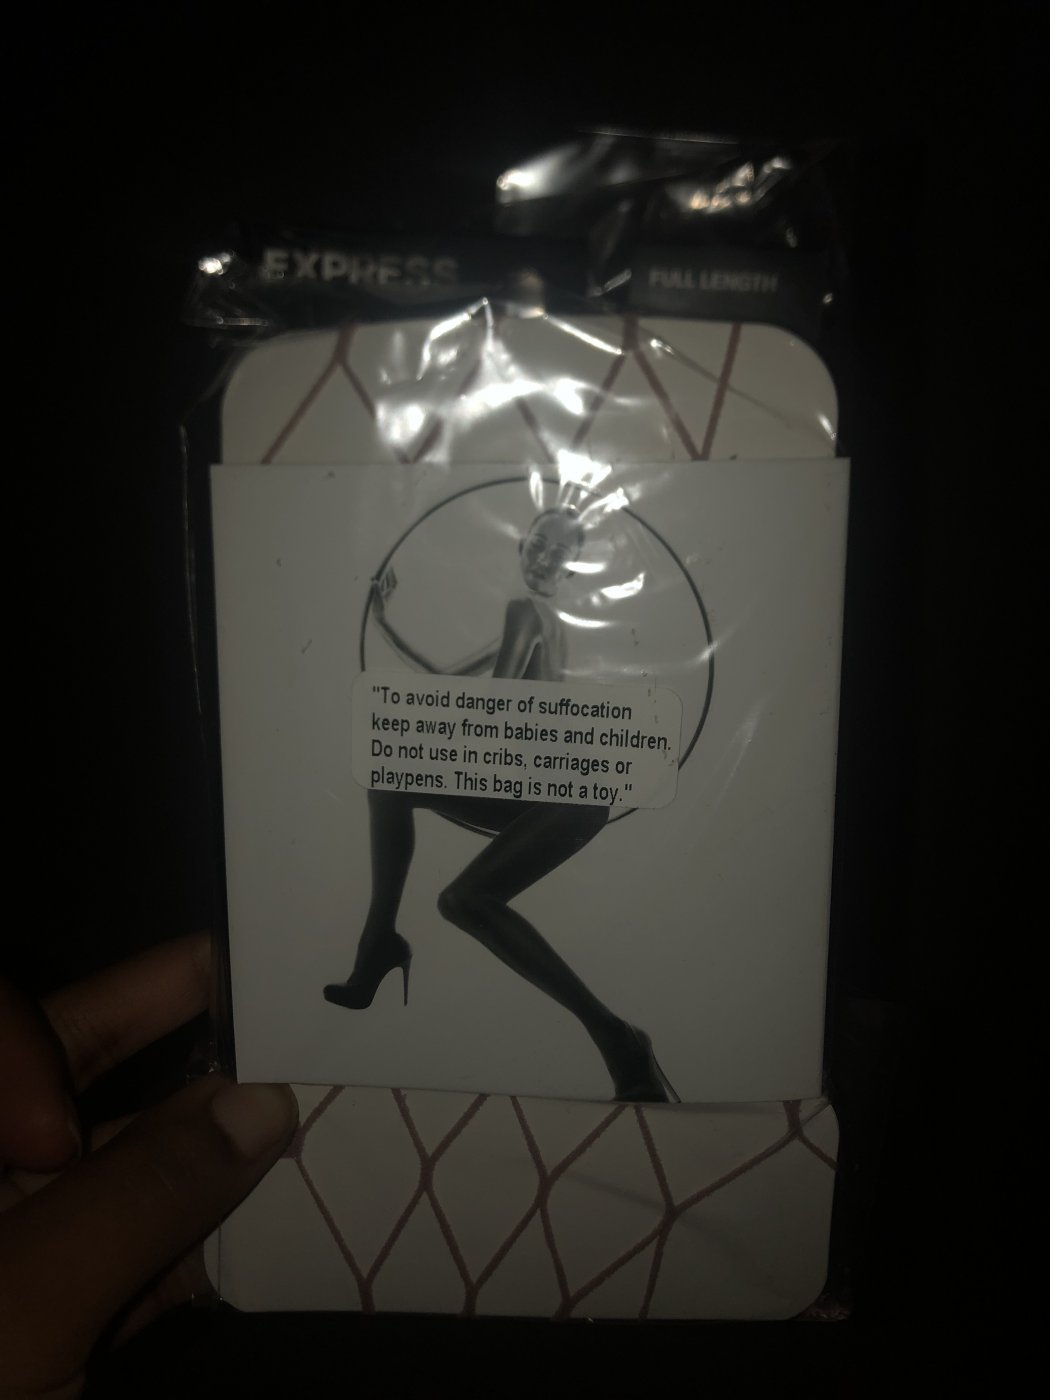 EXPRESS
FULL LENGTH
"To avoid danger of suffocation
keep away from babies and children.
Do not use in cribs, carriages or
playpens. This bag is not a toy."